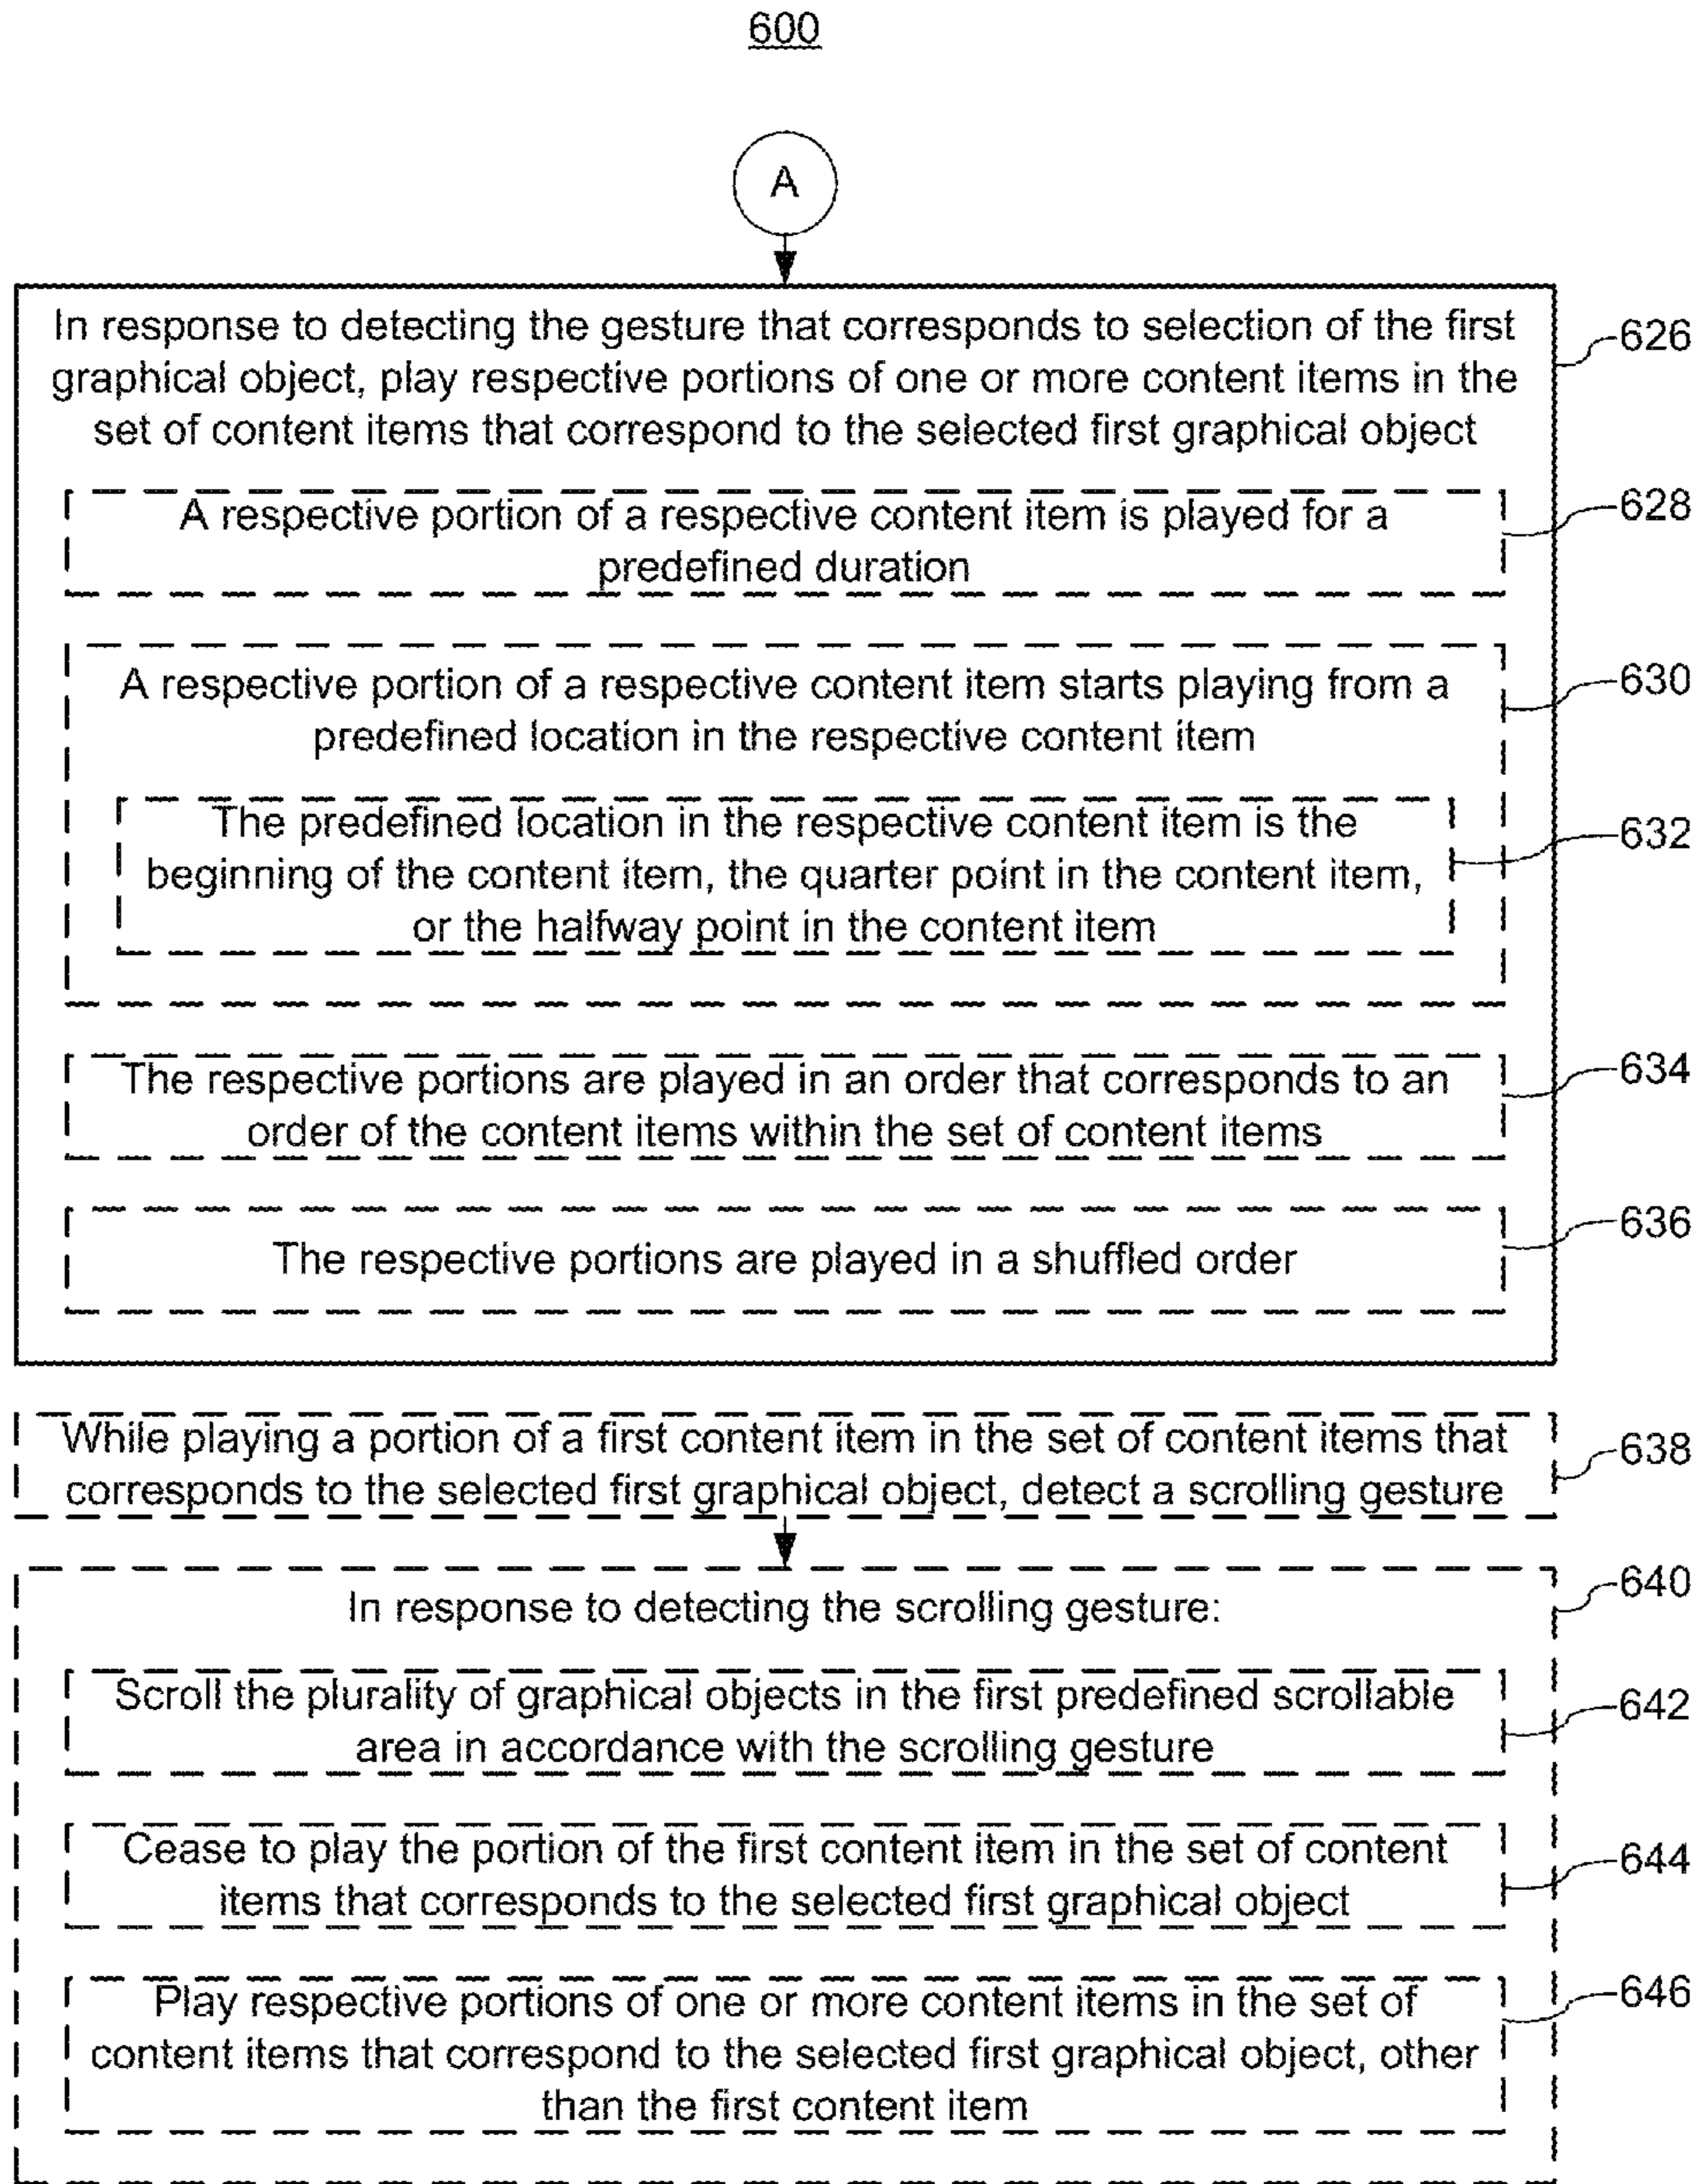 600
A
In response to detecting the gesture that corresponds to selection of the first
graphical object, play respective portions of one or more content items in the
set of content items that correspond to the selected first graphical object
626
A respective portion of a respective content item is played for a
predefined duration
628
A respective portion of a respective content item starts playing from a
predefined location in the respective content item
630
The predefined location in the respective content item is the
beginning of the content item, the quarter point in the content item,
or the halfway point in the content item
632
The respective portions are played in an order that corresponds to an
order of the content items within the set of content items
634
The respective portions are played in a shuffled order
636
While playing a portion of a first content item in the set of content items that
corresponds to the selected first graphical object, detect a scrolling gesture
638
In response to detecting the scrolling gesture:
640
Scroll the plurality of graphical objects in the first predefined scrollable
area in accordance with the scrolling gesture
642
Cease to play the portion of the first content item in the set of content
items that corresponds to the selected first graphical object
644
Play respective portions of one or more content items in the set of
content items that correspond to the selected first graphical object, other
than the first content item
646